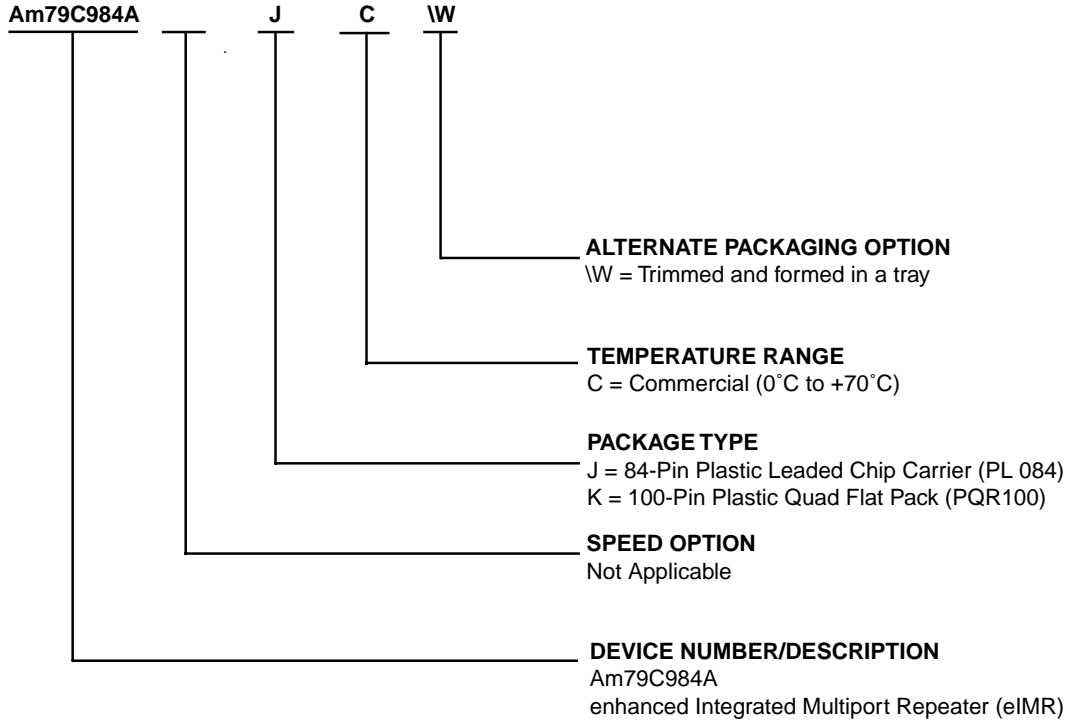 Am79C984A J C \W
ALTERNATE PACKAGING OPTION
\W = Trimmed and formed in a tray
TEMPERATURE RANGE
C = Commercial (0˚C to +70˚C)
PACKAGE TYPE
J = 84-Pin Plastic Leaded Chip Carrier (PL 084)
K = 100-Pin Plastic Quad Flat Pack (PQR100)
SPEED OPTION
Not Applicable
DEVICE NUMBER/DESCRIPTION
Am79C984A
enhanced Integrated Multiport Repeater (eIMR)